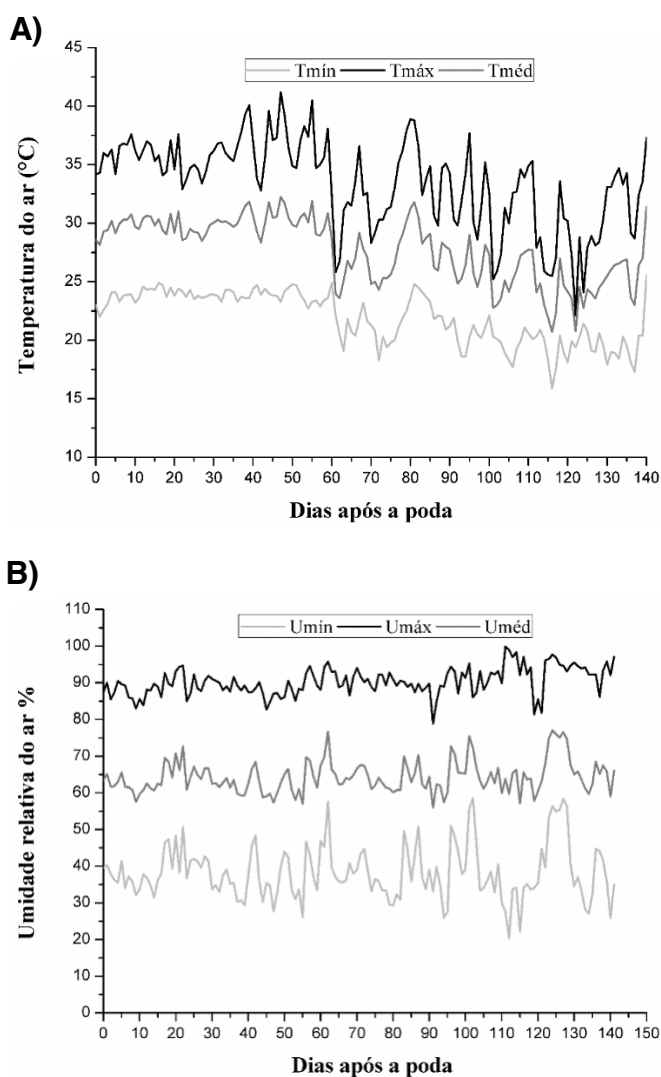 A)
45
40
35
30
25
20
15
10
Temperatura do ar (°C)
Tmín Tmáx Tméd
0 10 20 30 40 50 60 70 80 90 100 110 120 130 140
Dias após a poda
B)
110
100
90
80
70
60
50
40
30
20
10
0
Umidade relativa do ar %
Umín Umáx Uméd
0 10 20 30 40 50 60 70 80 90 100 110 120 130 140 150
Dias após a poda